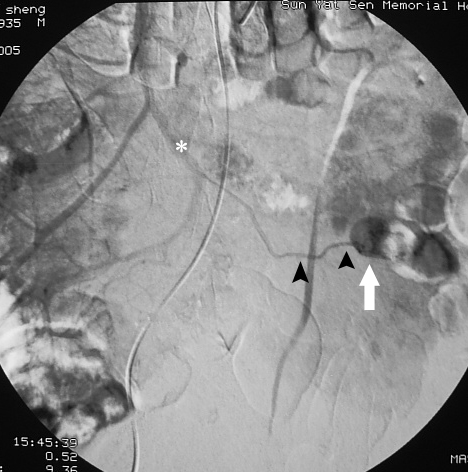 sheng
935 M
Sun Yat Sen Memorial Ho
005
*
15:45:39
0.52
9.36
MA